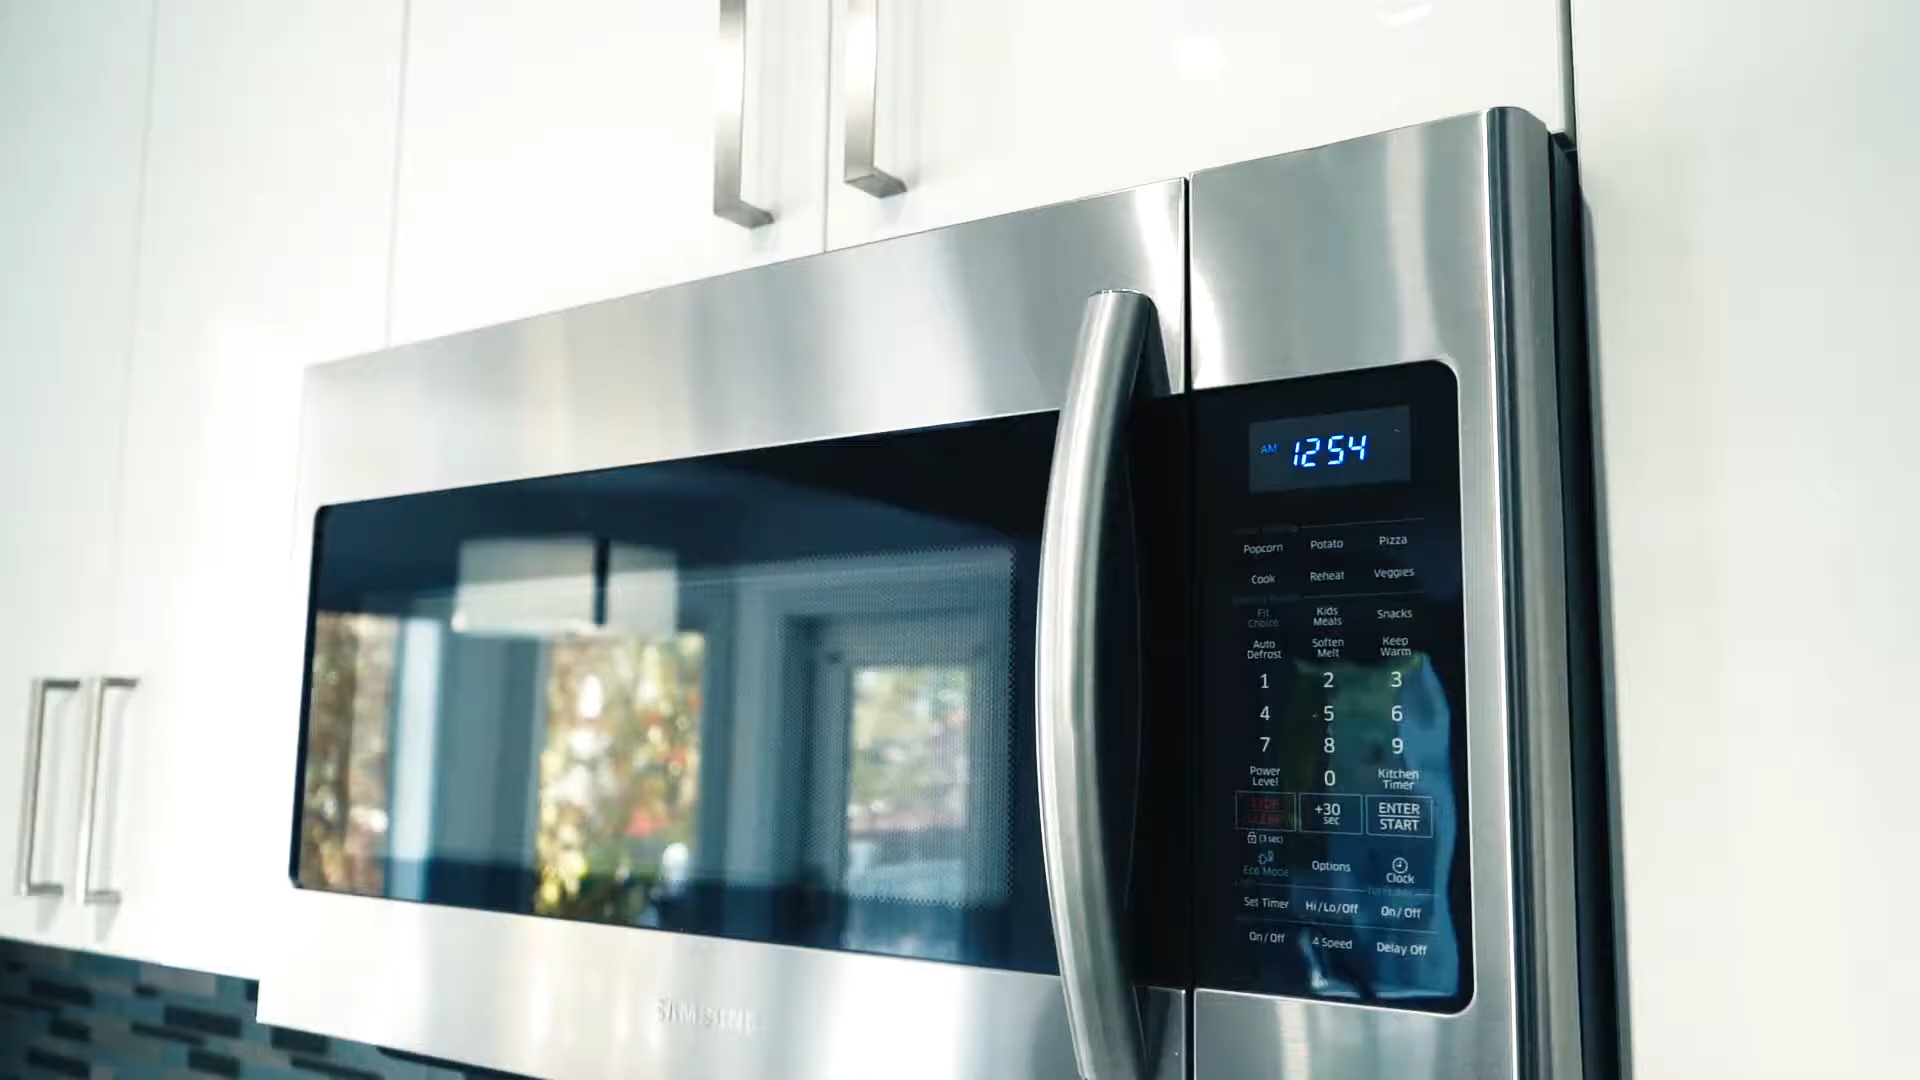 AM 12 54
Popcorn Potato Pizza
Cook Reheat Veggies
Fit Choice Kids Meals Snacks
Auto Defrost Soften Melt Keep Warm
1 2 3
4 5 6
7 8 9
Power Level 0 Kitchen Timer
+30 sec ENTER START
(3 sec)
Eco Mode Options Clock
Set Timer Hi/Lo/Off On/Off
On/Off 4 Speed Delay Off
SAMSUNG